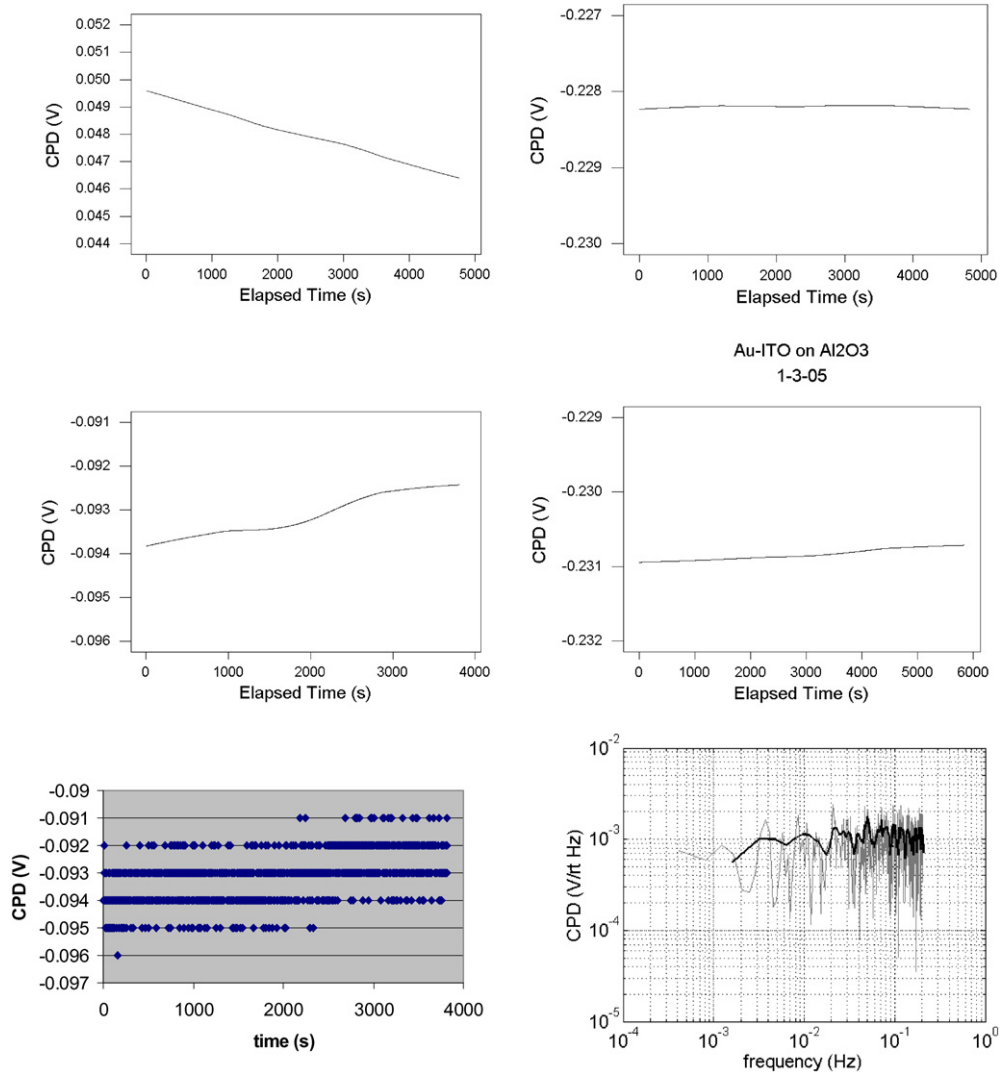 0.052
0.051
0.050
0.049
0.048
0.047
0.046
0.045
0.044
CPD (V)
0 1000 2000 3000 4000 5000
Elapsed Time (s)
-0.227
-0.228
-0.229
-0.230
CPD (V)
0 1000 2000 3000 4000 5000
Elapsed Time (s)
-0.091
-0.092
-0.093
-0.094
-0.095
-0.096
CPD (V)
0 1000 2000 3000 4000
Elapsed Time (s)
Au-ITO on Al2O3
1-3-05
-0.229
-0.230
-0.231
-0.232
CPD (V)
0 1000 2000 3000 4000 5000 6000
Elapsed Time (s)
-0.09
-0.091
-0.092
-0.093
-0.094
-0.095
-0.096
-0.097
CPD (V)
0 1000 2000 3000 4000
time (s)
10⁻²
10⁻³
10⁻⁴
10⁻⁵
CPD (V/rt Hz)
10⁻⁴ 10⁻³ 10⁻² 10⁻¹ 10⁰
frequency (Hz)